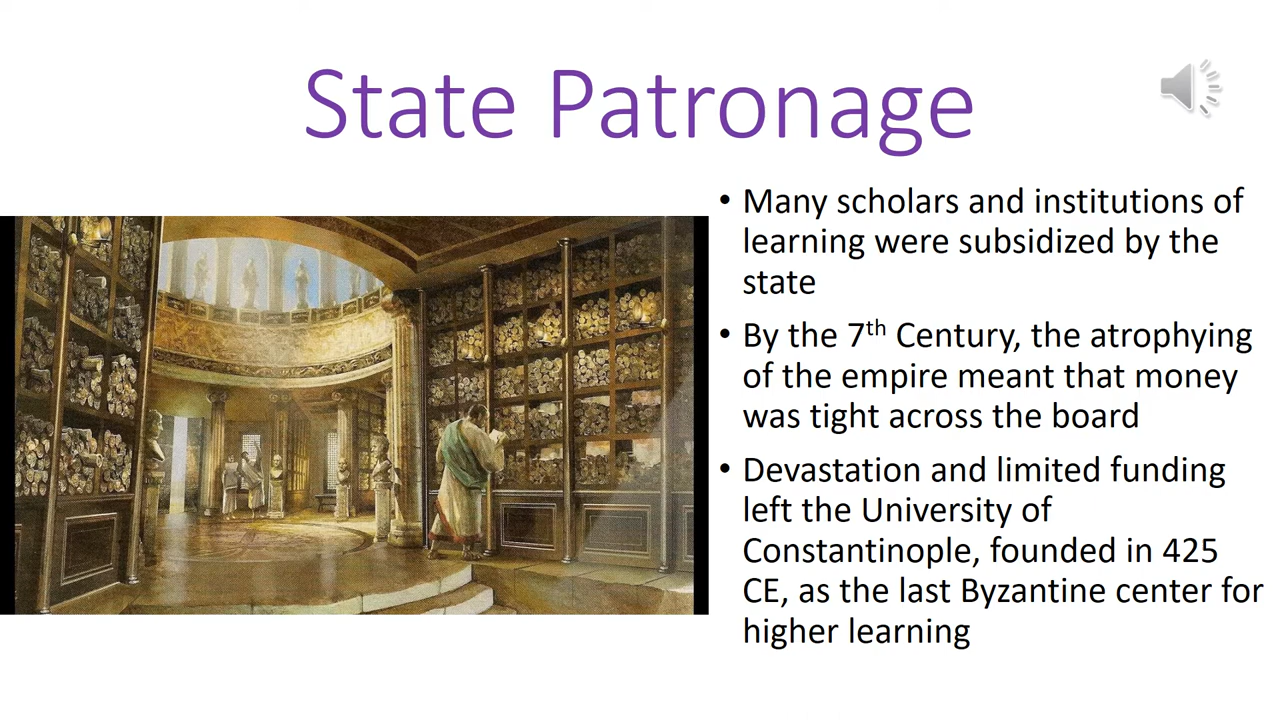 State Patronage
• Many scholars and institutions of
learning were subsidized by the
state
• By the 7th Century, the atrophying
of the empire meant that money
was tight across the board
• Devastation and limited funding
left the University of
Constantinople, founded in 425
CE, as the last Byzantine center for
higher learning